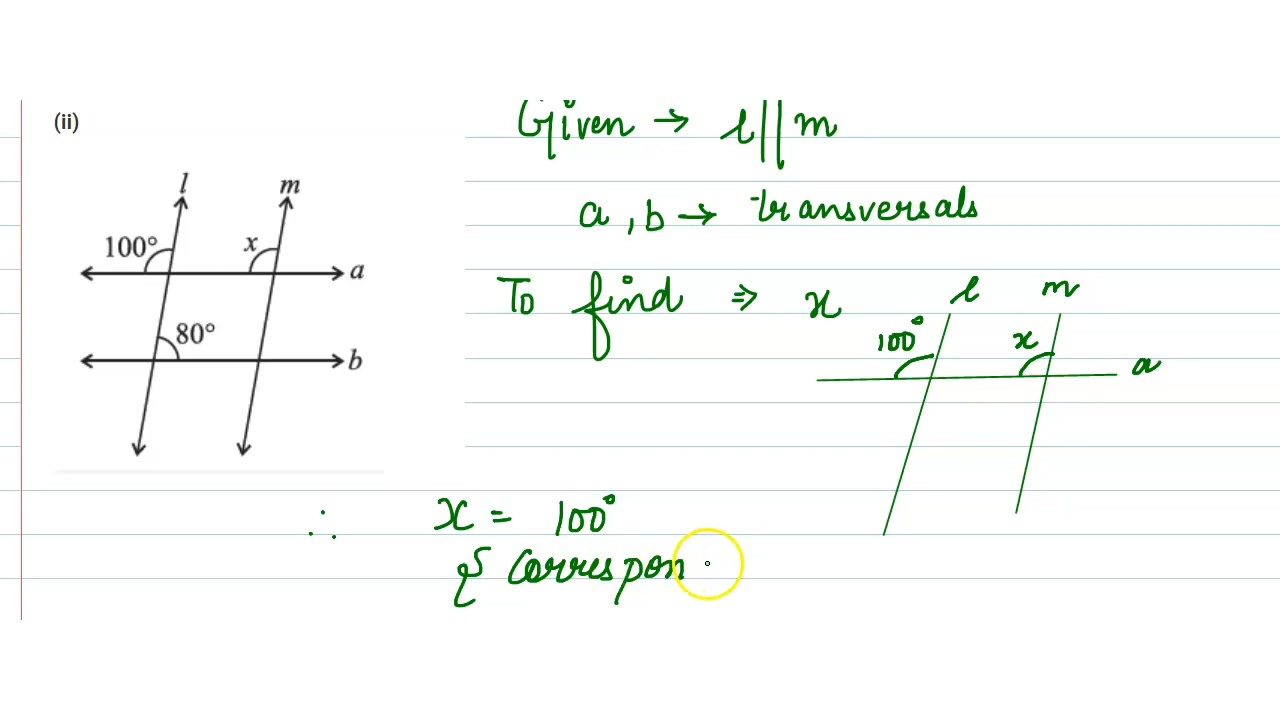 (ii)
Given → l||m
a, b → transversals
To find ⇒ x
l m
100° x
a
80°
b
l m
100° x
a
∴ x = 100°
{ Correspon